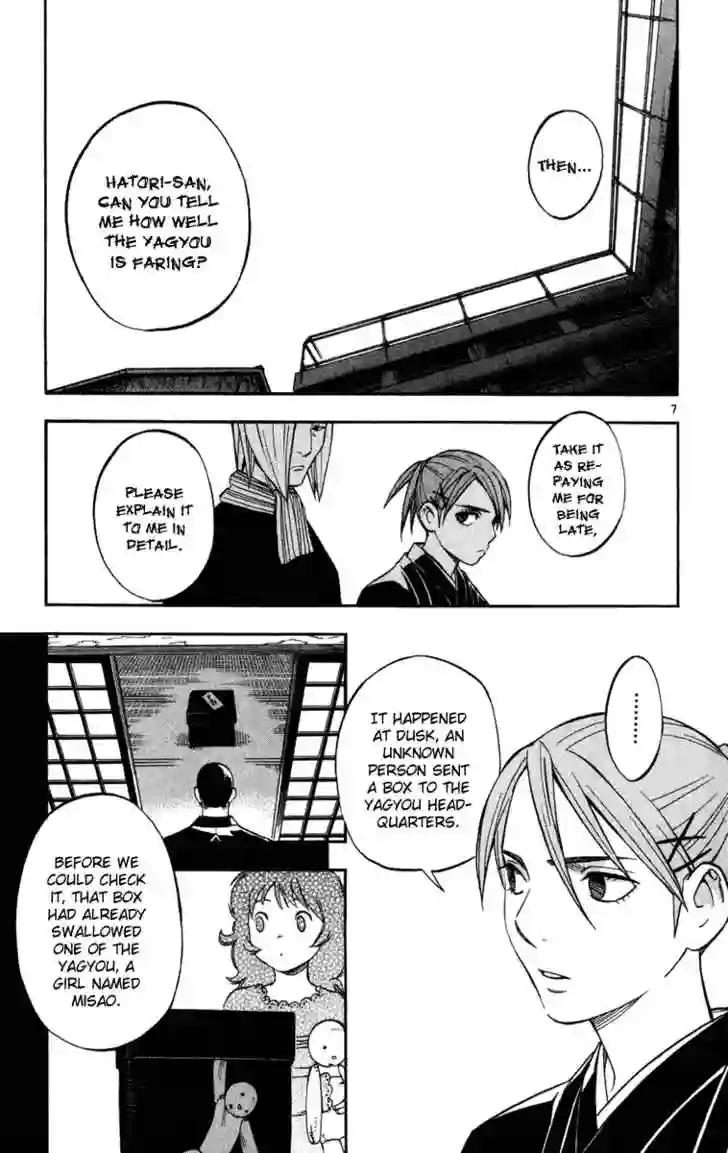 THEN...
HATORI-SAN,
CAN YOU TELL
ME HOW WELL
THE YAGYOU
IS FARING?
7
TAKE IT
AS RE-
PAYING
ME FOR
BEING
LATE,
PLEASE
EXPLAIN IT
TO ME IN
DETAIL.
.........
IT HAPPENED
AT DUSK, AN
UNKNOWN
PERSON SENT
A BOX TO THE
YAGYOU HEAD-
QUARTERS.
BEFORE WE
COULD CHECK
IT, THAT BOX
HAD ALREADY
SWALLOWED
ONE OF THE
YAGYOU, A
GIRL NAMED
MISAO.